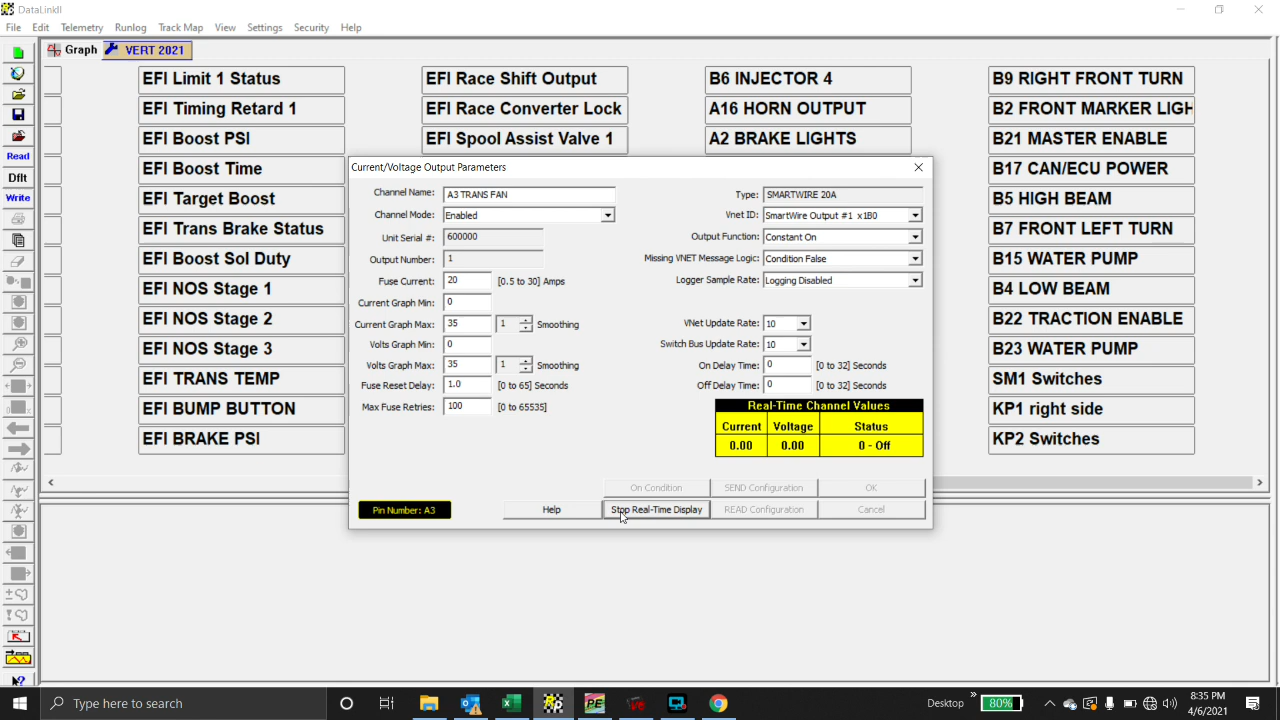 DataLinkII
File Edit Telemetry Runlog Track Map View Settings Security Help
Graph VERT 2021
Read
Dflt
Write
EFI Limit 1 Status
EFI Timing Retard 1
EFI Boost PSI
EFI Boost Time
EFI Target Boost
EFI Trans Brake Status
EFI Boost Sol Duty
EFI NOS Stage 1
EFI NOS Stage 2
EFI NOS Stage 3
EFI TRANS TEMP
EFI BUMP BUTTON
EFI BRAKE PSI
EFI Race Shift Output
EFI Race Converter Lock
EFI Spool Assist Valve 1
B6 INJECTOR 4
A16 HORN OUTPUT
A2 BRAKE LIGHTS
B9 RIGHT FRONT TURN
B2 FRONT MARKER LIGH
B21 MASTER ENABLE
B17 CAN/ECU POWER
B5 HIGH BEAM
B7 FRONT LEFT TURN
B15 WATER PUMP
B4 LOW BEAM
B22 TRACTION ENABLE
B23 WATER PUMP
SM1 Switches
KP1 right side
KP2 Switches
Current/Voltage Output Parameters
Channel Name: A3 TRANS FAN
Channel Mode: Enabled
Unit Serial #: 600000
Output Number: 1
Fuse Current: 20 [0.5 to 30] Amps
Current Graph Min: 0
Current Graph Max: 35 1 Smoothing
Volts Graph Min: 0
Volts Graph Max: 35 1 Smoothing
Fuse Reset Delay: 1.0 [0 to 65] Seconds
Max Fuse Retries: 100 [0 to 65535]
Type: SMARTWIRE 20A
Vnet ID: SmartWire Output #1 x1B0
Output Function: Constant On
Missing VNET Message Logic: Condition False
Logger Sample Rate: Logging Disabled
VNet Update Rate: 10
Switch Bus Update Rate: 10
On Delay Time: 0 [0 to 32] Seconds
Off Delay Time: 0 [0 to 32] Seconds
Real-Time Channel Values
Current Voltage Status
0.00 0.00 0 - Off
On Condition SEND Configuration OK
Pin Number: A3 Help Stop Real-Time Display READ Configuration Cancel
Type here to search
Desktop
80%
8:35 PM
4/6/2021